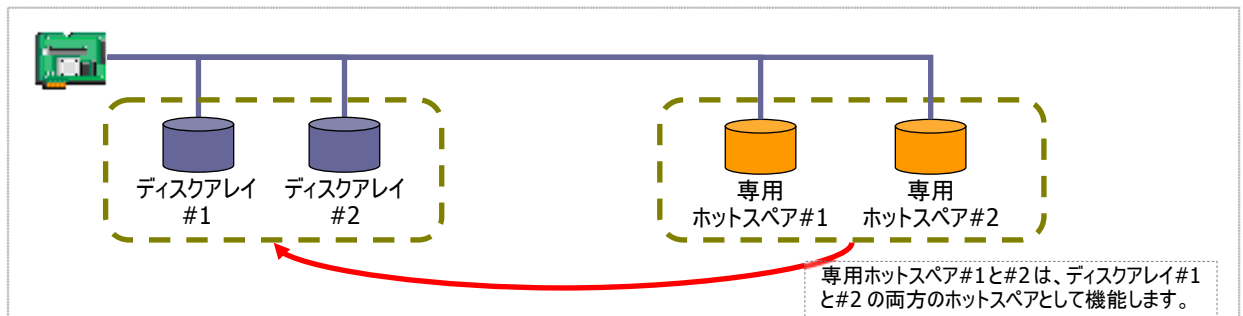 ディスクアレイ
#1
ディスクアレイ
#2
専用
ホットスペア#1
専用
ホットスペア#2
専用ホットスペア#1と#2は、ディスクアレイ#1
と#2 の両方のホットスペアとして機能します。